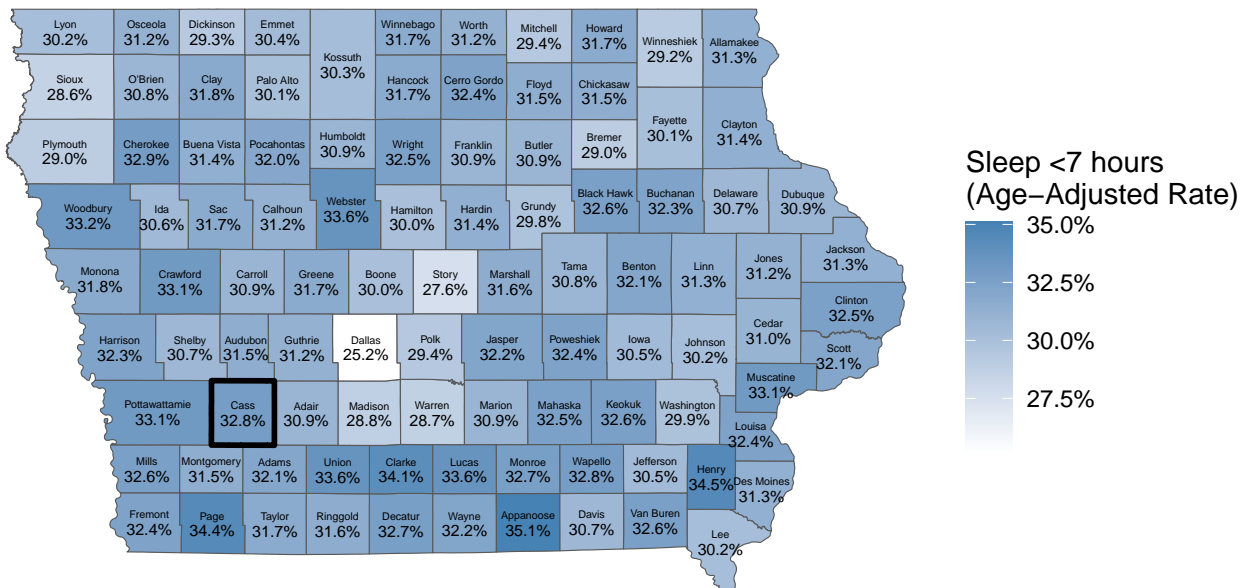 Lyon
30.2%
Osceola
31.2%
Dickinson
29.3%
Emmet
30.4%
Kossuth
30.3%
Winnebago
31.7%
Worth
31.2%
Mitchell
29.4%
Howard
31.7%
Winneshiek
29.2%
Allamakee
31.3%
Sioux
28.6%
O'Brien
30.8%
Clay
31.8%
Palo Alto
30.1%
Hancock
31.7%
Cerro Gordo
32.4%
Floyd
31.5%
Chickasaw
31.5%
Fayette
30.1%
Clayton
31.4%
Plymouth
29.0%
Cherokee
32.9%
Buena Vista
31.4%
Pocahontas
32.0%
Humboldt
30.9%
Wright
32.5%
Franklin
30.9%
Butler
30.9%
Bremer
29.0%
Woodbury
33.2%
Ida
30.6%
Sac
31.7%
Calhoun
31.2%
Webster
33.6%
Hamilton
30.0%
Hardin
31.4%
Grundy
29.8%
Black Hawk
32.6%
Buchanan
32.3%
Delaware
30.7%
Dubuque
30.9%
Monona
31.8%
Crawford
33.1%
Carroll
30.9%
Greene
31.7%
Boone
30.0%
Story
27.6%
Marshall
31.6%
Tama
30.8%
Benton
32.1%
Linn
31.3%
Jones
31.2%
Jackson
31.3%
Clinton
32.5%
Harrison
32.3%
Shelby
30.7%
Audubon
31.5%
Guthrie
31.2%
Dallas
25.2%
Polk
29.4%
Jasper
32.2%
Poweshiek
32.4%
Iowa
30.5%
Johnson
30.2%
Cedar
31.0%
Scott
32.1%
Muscatine
33.1%
Pottawattamie
33.1%
Cass
32.8%
Adair
30.9%
Madison
28.8%
Warren
28.7%
Marion
30.9%
Mahaska
32.5%
Keokuk
32.6%
Washington
29.9%
Louisa
32.4%
Mills
32.6%
Montgomery
31.5%
Adams
32.1%
Union
33.6%
Clarke
34.1%
Lucas
33.6%
Monroe
32.7%
Wapello
32.8%
Jefferson
30.5%
Henry
34.5%
Des Moines
31.3%
Fremont
32.4%
Page
34.4%
Taylor
31.7%
Ringgold
31.6%
Decatur
32.7%
Wayne
32.2%
Appanoose
35.1%
Davis
30.7%
Van Buren
32.6%
Lee
30.2%
Sleep <7 hours
(Age−Adjusted Rate)
35.0%
32.5%
30.0%
27.5%